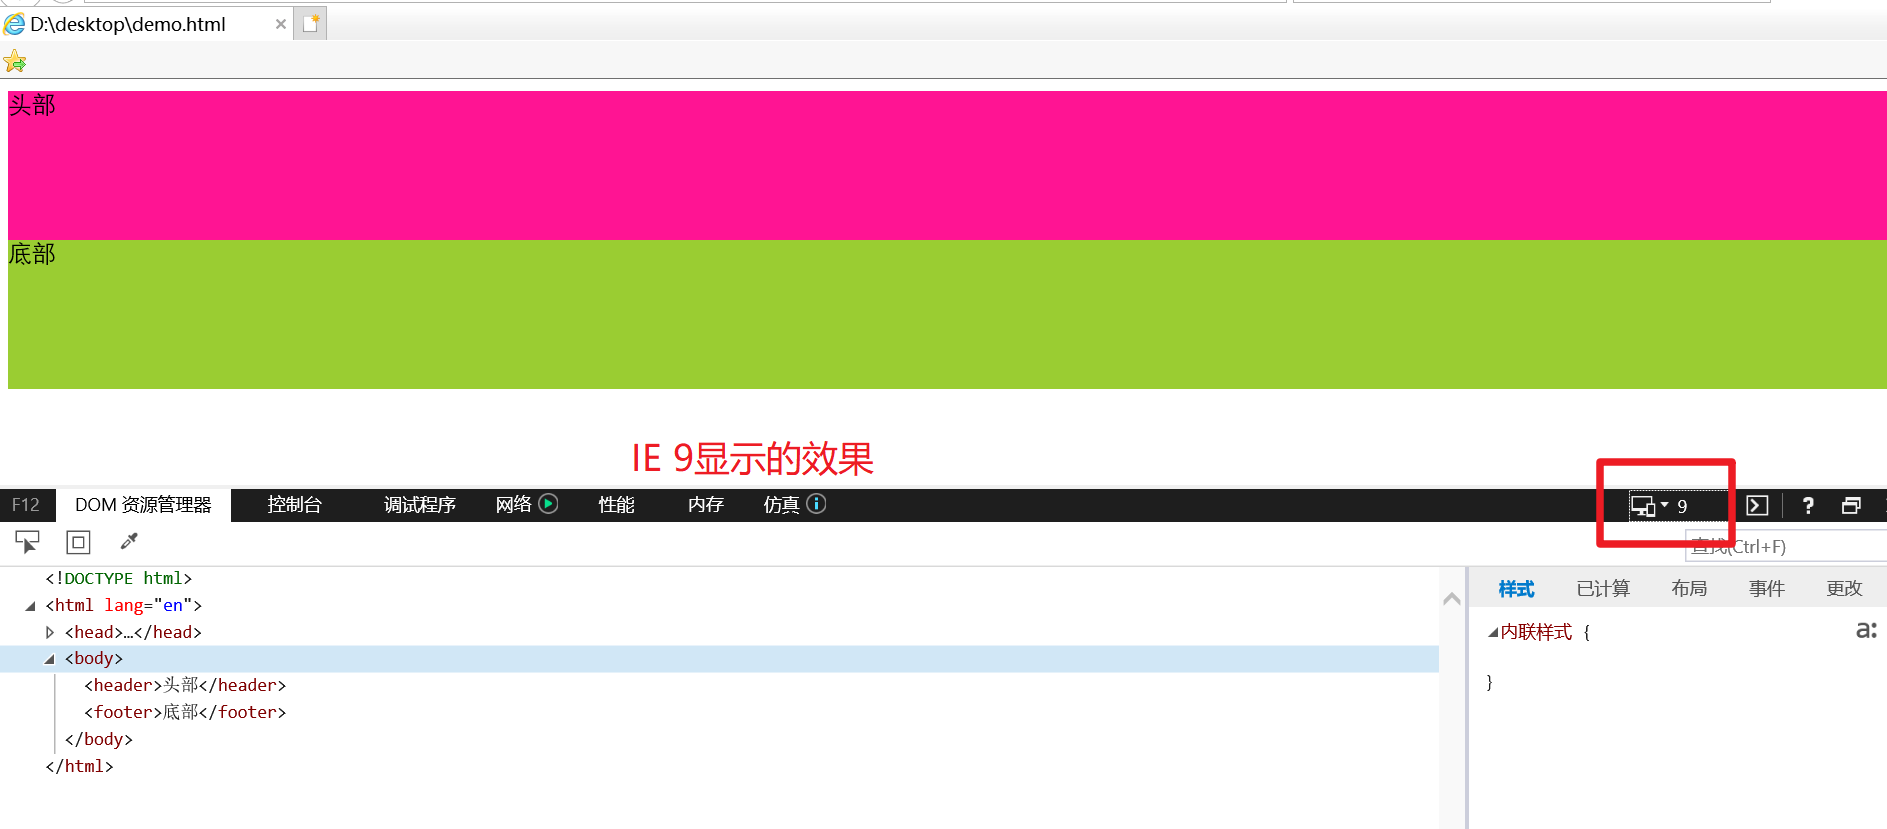 D:\desktop\demo.html
头部
底部
IE 9显示的效果
F12 DOM 资源管理器 控制台 调试程序 网络 性能 内存 仿真 9 ?
查找(Ctrl+F)
<!DOCTYPE html>
<html lang="en">
<head>…</head>
<body>
<header>头部</header>
<footer>底部</footer>
</body>
</html>
样式 已计算 布局 事件 更改
内联样式 {
a:
}